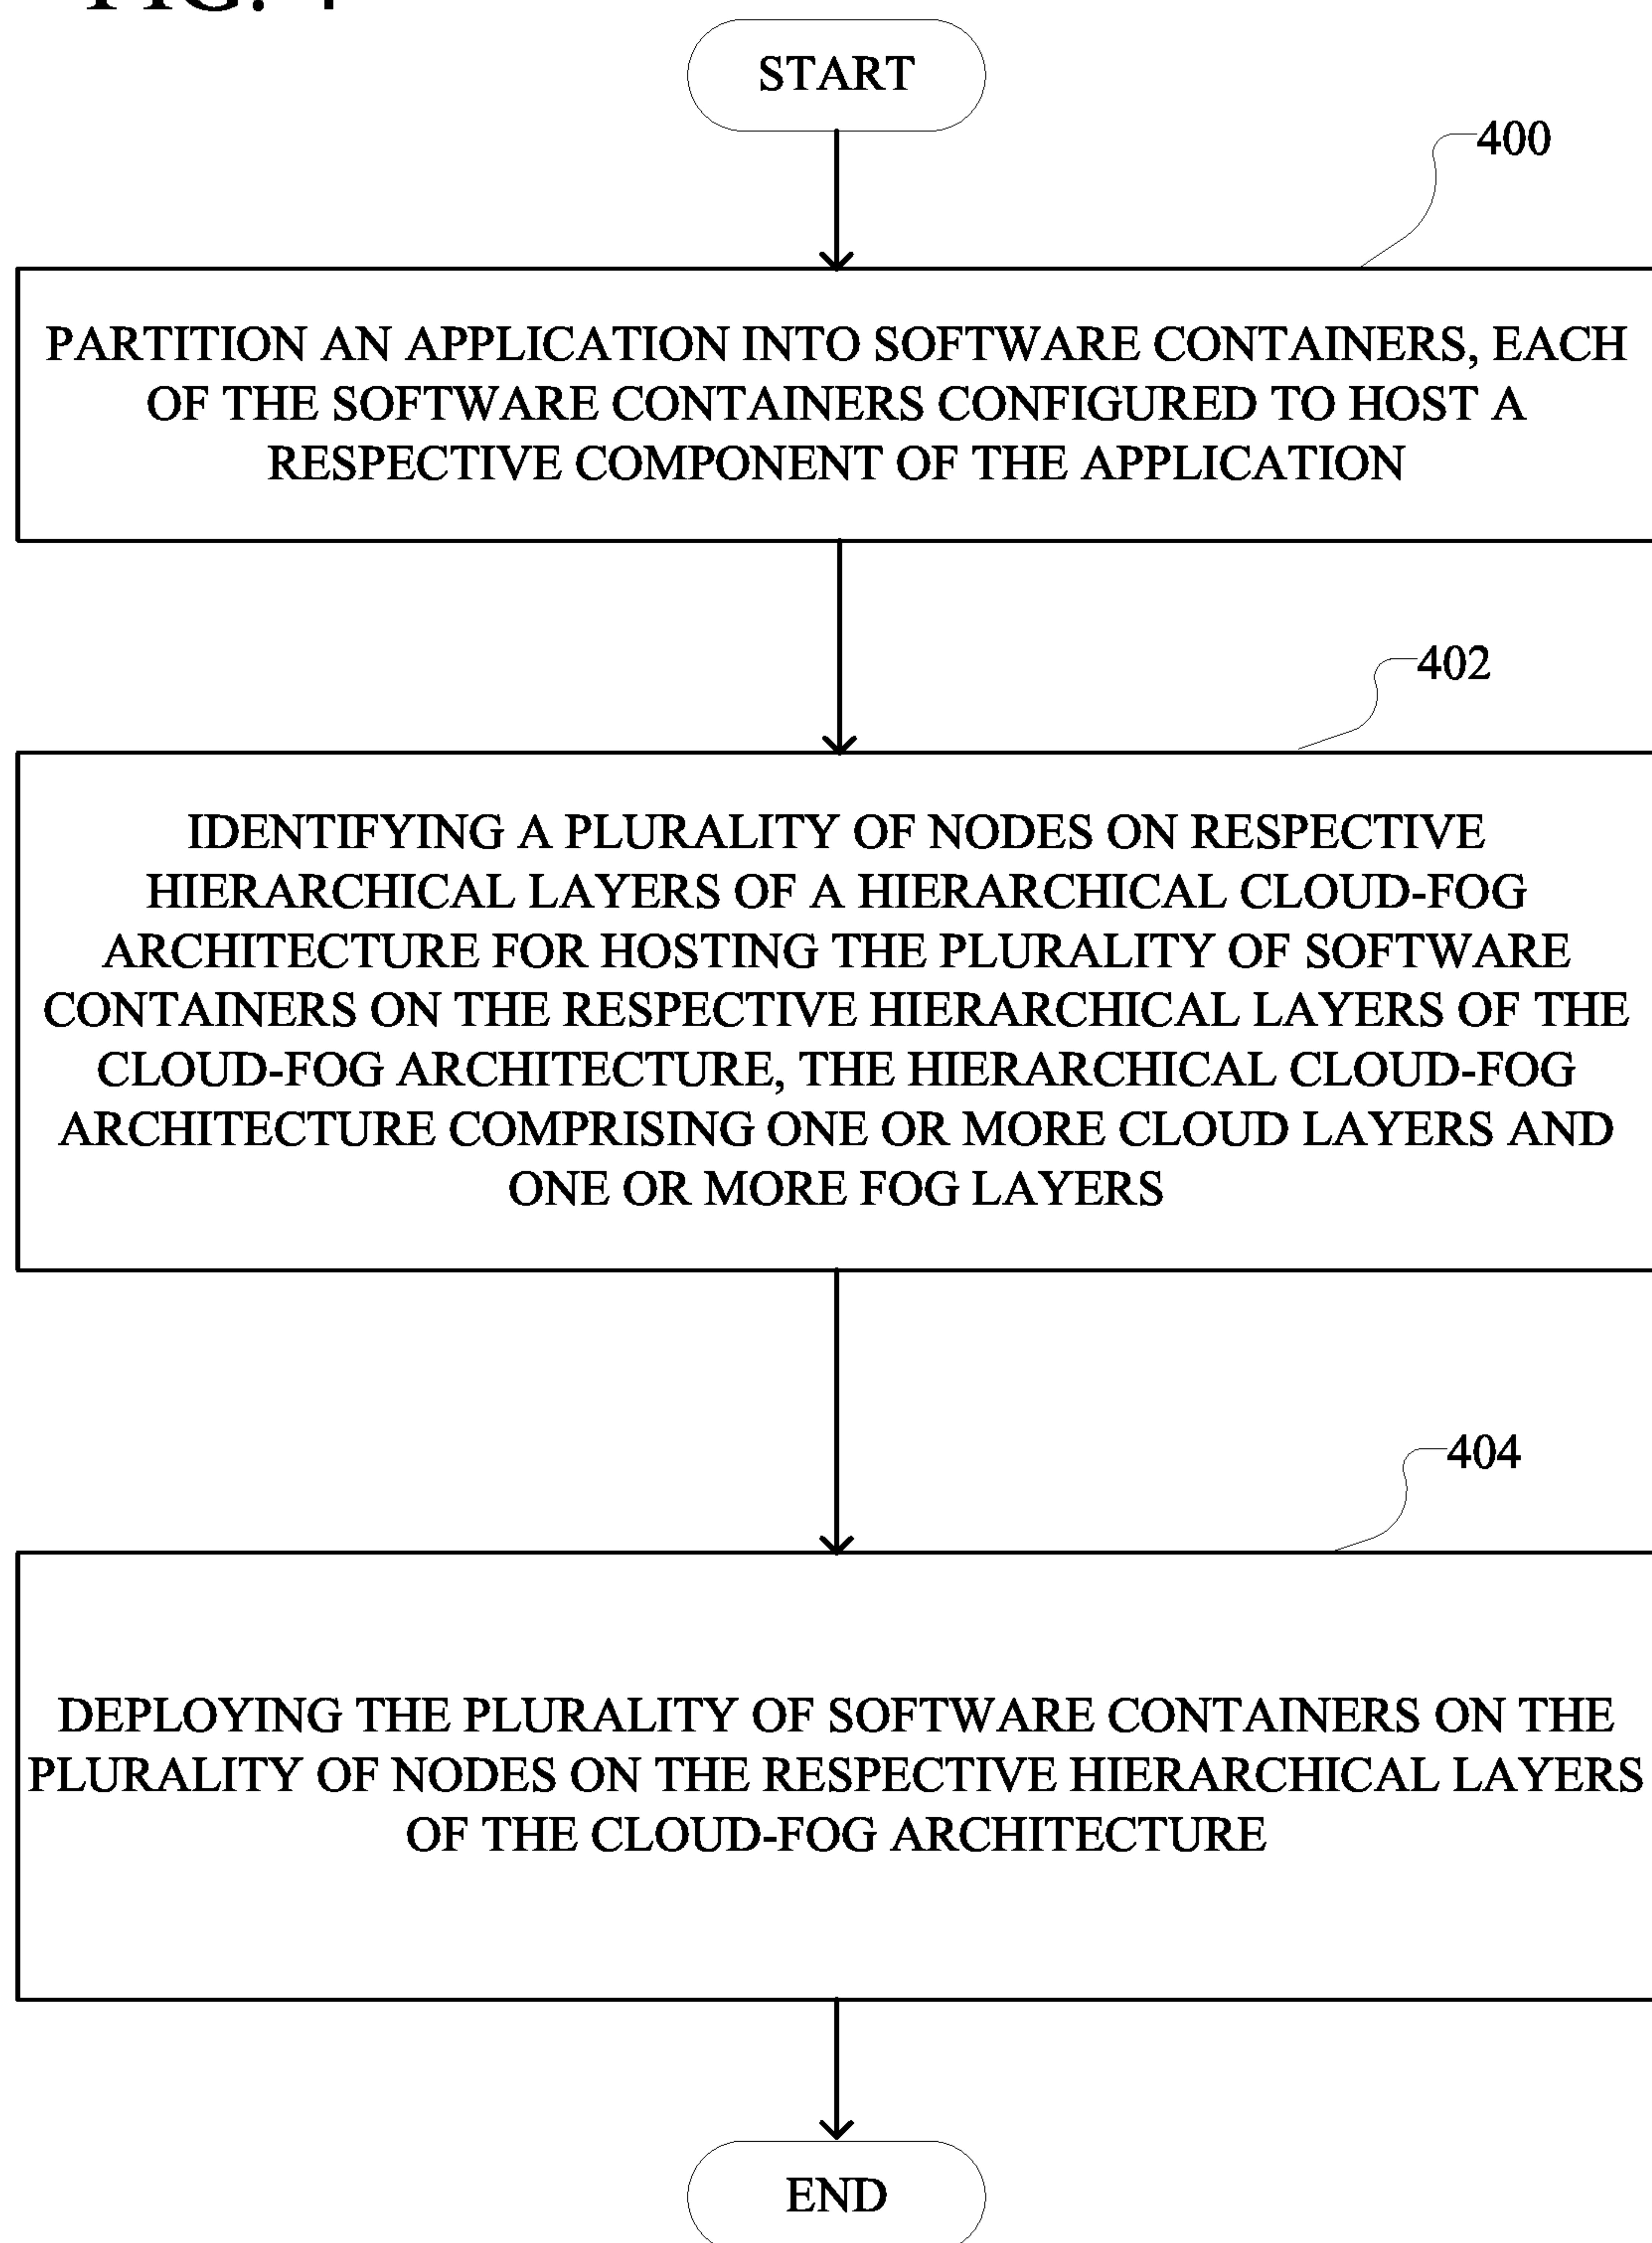 FIG. 4
START
400
PARTITION AN APPLICATION INTO SOFTWARE CONTAINERS, EACH
OF THE SOFTWARE CONTAINERS CONFIGURED TO HOST A
RESPECTIVE COMPONENT OF THE APPLICATION
402
IDENTIFYING A PLURALITY OF NODES ON RESPECTIVE
HIERARCHICAL LAYERS OF A HIERARCHICAL CLOUD-FOG
ARCHITECTURE FOR HOSTING THE PLURALITY OF SOFTWARE
CONTAINERS ON THE RESPECTIVE HIERARCHICAL LAYERS OF THE
CLOUD-FOG ARCHITECTURE, THE HIERARCHICAL CLOUD-FOG
ARCHITECTURE COMPRISING ONE OR MORE CLOUD LAYERS AND
ONE OR MORE FOG LAYERS
404
DEPLOYING THE PLURALITY OF SOFTWARE CONTAINERS ON THE
PLURALITY OF NODES ON THE RESPECTIVE HIERARCHICAL LAYERS
OF THE CLOUD-FOG ARCHITECTURE
END